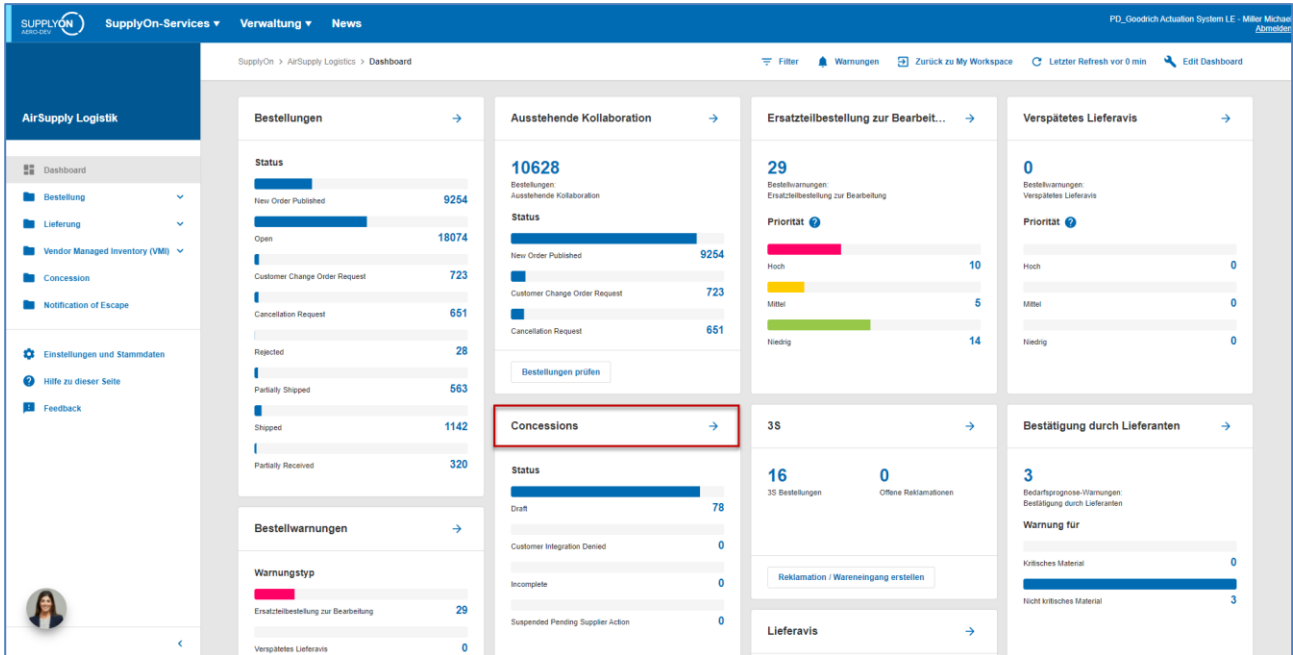 SUPPLYON
AERO-DEV
SupplyOn-Services
Verwaltung
News
PD_Goodrich Actuation System LE - Miller Michael
Abmelden
AirSupply Logistik
Dashboard
Bestellung
Lieferung
Vendor Managed Inventory (VMI)
Concession
Notification of Escape
Einstellungen und Stammdaten
Hilfe zu dieser Seite
Feedback
SupplyOn > AirSupply Logistics > Dashboard
Filter
Warnungen
Zurück zu My Workspace
Letzter Refresh vor 0 min
Edit Dashboard
Bestellungen
Status
New Order Published 9254
Open 18074
Customer Change Order Request 723
Cancellation Request 651
Rejected 28
Partially Shipped 563
Shipped 1142
Partially Received 320
Bestellwarnungen
Warnungstyp
Ersatzteilbestellung zur Bearbeitung 29
Verspätetes Lieferavis 0
Ausstehende Kollaboration
10628
Bestellungen:
Ausstehende Kollaboration
Status
New Order Published 9254
Customer Change Order Request 723
Cancellation Request 651
Bestellungen prüfen
Concessions
Status
Draft 78
Customer Integration Denied 0
Incomplete 0
Suspended Pending Supplier Action 0
Ersatzteilbestellung zur Bearbeit...
29
Bestellwarnungen:
Ersatzteilbestellung zur Bearbeitung
Priorität ?
Hoch 10
Mittel 5
Niedrig 14
3S
16 0
3S Bestellungen Offene Reklamationen
Reklamation / Wareneingang erstellen
Lieferavis
Verspätetes Lieferavis
0
Bestellwarnungen:
Verspätetes Lieferavis
Priorität ?
Hoch 0
Mittel 0
Niedrig 0
Bestätigung durch Lieferanten
3
Bedarfsprognose-Warnungen:
Bestätigung durch Lieferanten
Warnung für
Kritisches Material 0
Nicht kritisches Material 3